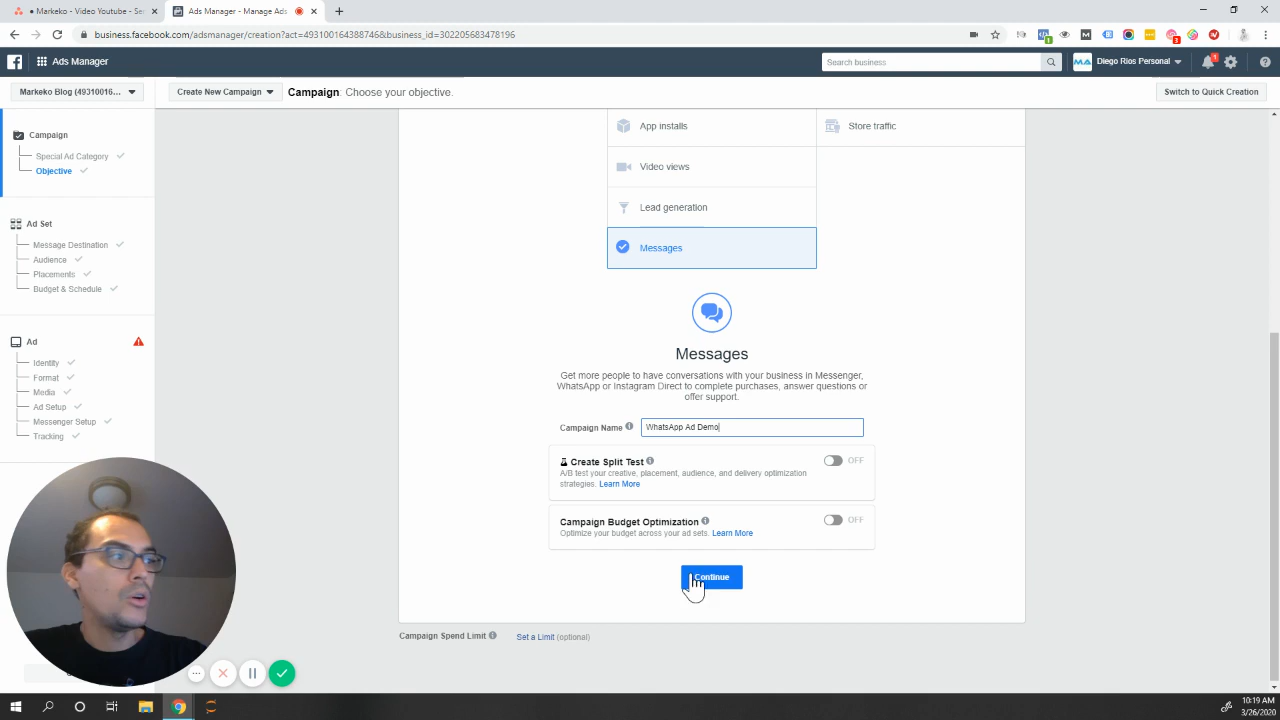 Markeko - Video Youtube - Ser
Ads Manager - Manage Ads
business.facebook.com/adsmanager/creation?act=493100164388746&business_id=302205683478196
1
3
Ads Manager
Search business
Diego Rios Personal
1
Markeko Blog (49310016...
Create New Campaign
Campaign: Choose your objective.
Switch to Quick Creation
Campaign
Special Ad Category
Objective
Ad Set
Message Destination
Audience
Placements
Budget & Schedule
Ad
Identity
Format
Media
Ad Setup
Messenger Setup
Tracking
App installs
Store traffic
Video views
Lead generation
Messages
Messages
Get more people to have conversations with your business in Messenger,
WhatsApp or Instagram Direct to complete purchases, answer questions or
offer support.
Campaign Name
WhatsApp Ad Demo
Create Split Test
OFF
A/B test your creative, placement, audience, and delivery optimization
strategies. Learn More
Campaign Budget Optimization
OFF
Optimize your budget across your ad sets. Learn More
Continue
Campaign Spend Limit
Set a Limit (optional)
10:19 AM
3/26/2020